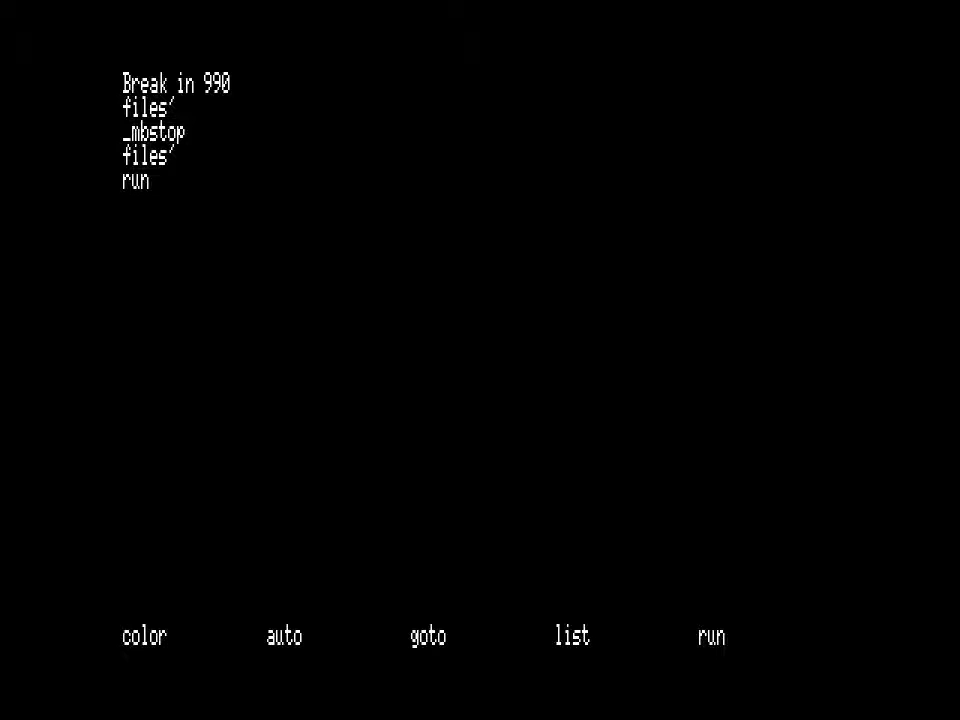 Break in 990
files'
_mbstop
files'
run
color auto goto list run